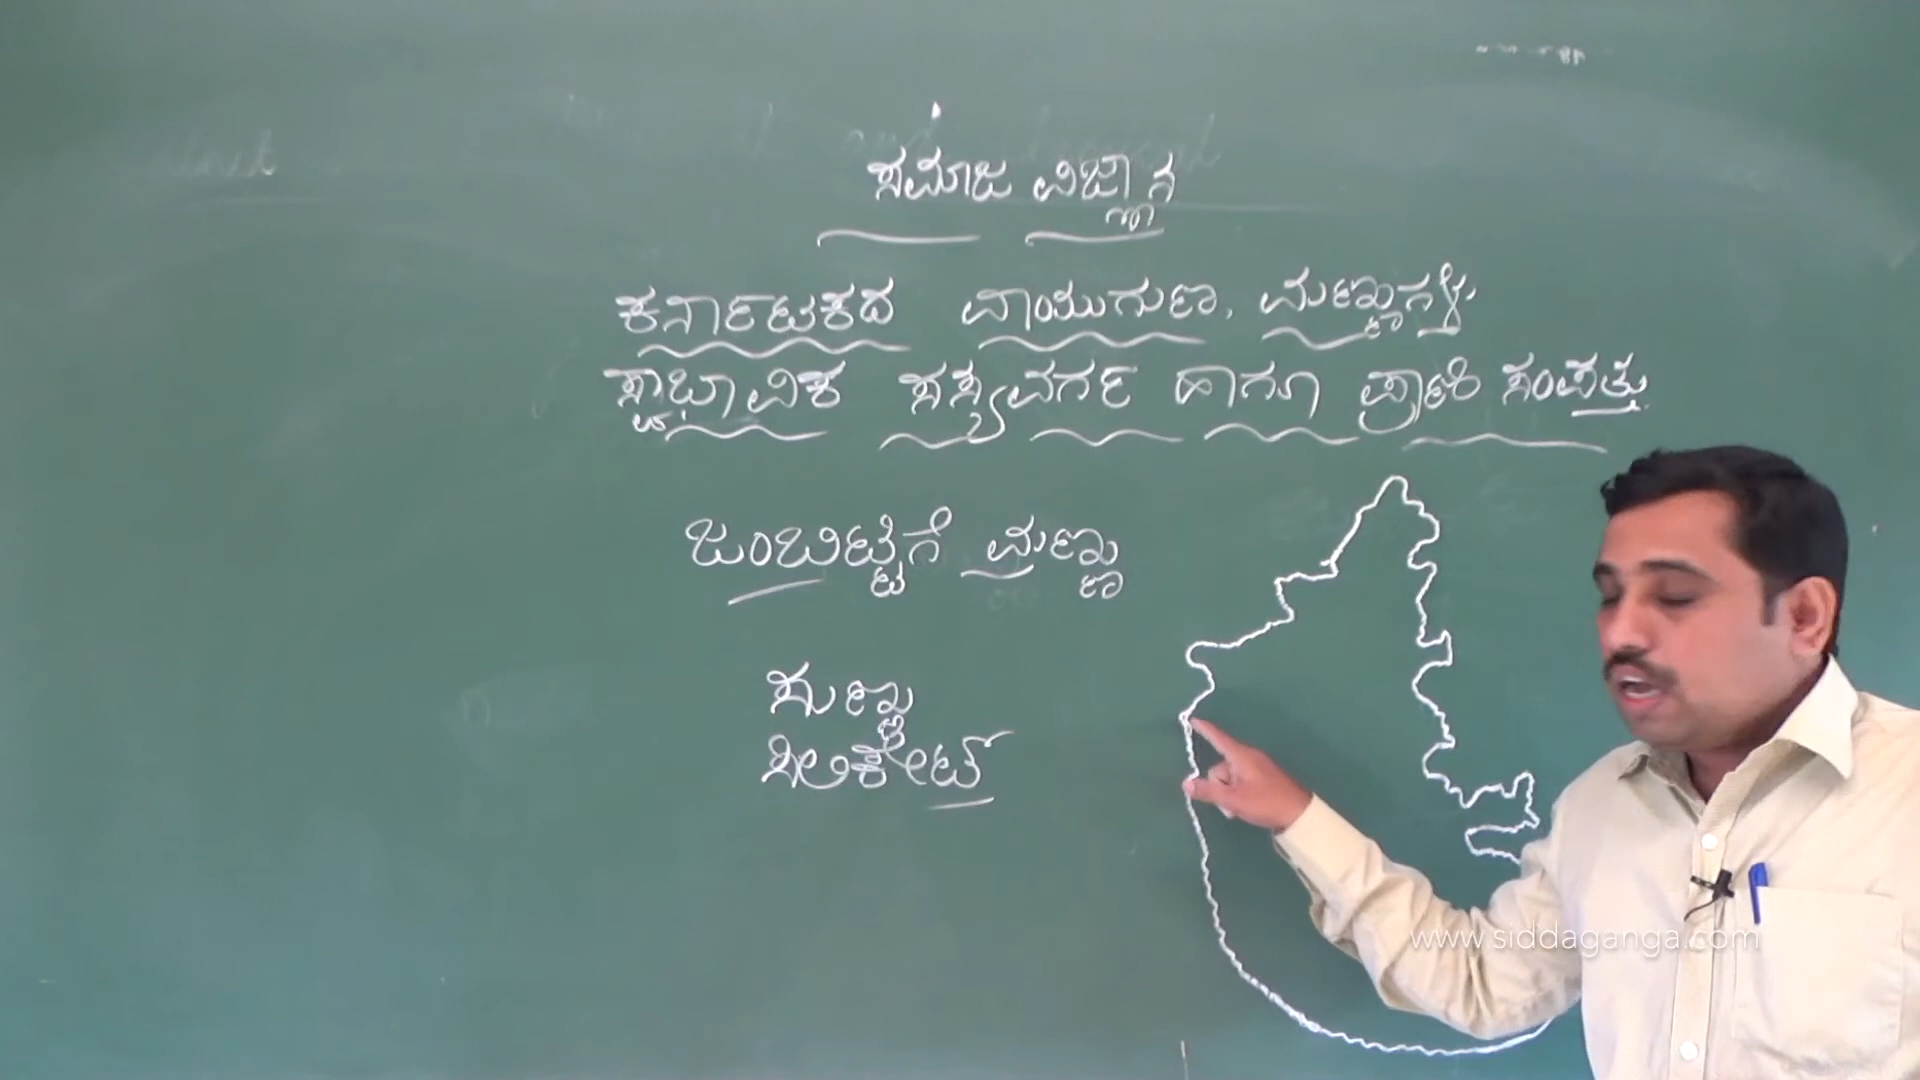 ಸಮಾಜ ವಿಜ್ಞಾನ
ಕರ್ನಾಟಕದ ವಾಯುಗುಣ, ಮಣ್ಣುಗಳು,
ಸ್ವಾಭಾವಿಕ ಸಸ್ಯವರ್ಗ ಹಾಗೂ ಪ್ರಾಣಿ ಸಂಪತ್ತು.
ಜಂಬಿಟ್ಟಿಗೆ ಮಣ್ಣು
ಸುಣ್ಣ
ಸಿಲಿಕೇಟ್
www.siddaganga.com